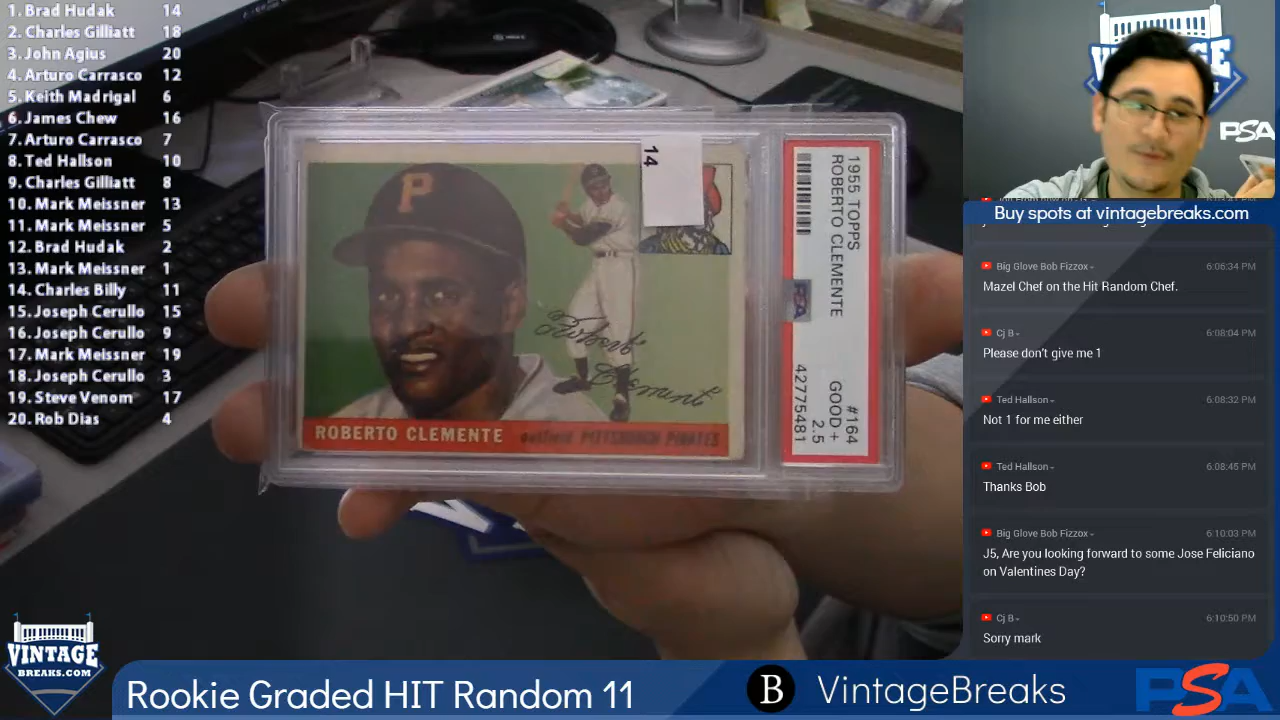 1. Brad Hudak 14
2. Charles Gilliatt 18
3. John Agius 20
4. Arturo Carrasco 12
5. Keith Madrigal 6
6. James Chew 16
7. Arturo Carrasco 7
8. Ted Hallson 10
9. Charles Gilliatt 8
10. Mark Meissner 13
11. Mark Meissner 5
12. Brad Hudak 2
13. Mark Meissner 1
14. Charles Billy 11
15. Joseph Cerullo 15
16. Joseph Cerullo 9
17. Mark Meissner 19
18. Joseph Cerullo 3
19. Steve Venom 17
20. Rob Dias 4
14
P
Roberto
Clemente
ROBERTO CLEMENTE outfield PITTSBURGH PIRATES
1955 TOPPS #164
ROBERTO CLEMENTE GOOD +
2.5
PSA 42775481
VINTAGE
PSA
Buy spots at vintagebreaks.com
Big Glove Bob Fizzox 6:06:34 PM
Mazel Chef on the Hit Random Chef.
Cj B 6:08:04 PM
Please don't give me 1
Ted Hallson 6:08:32 PM
Not 1 for me either
Ted Hallson 6:08:45 PM
Thanks Bob
Big Glove Bob Fizzox 6:10:03 PM
J5, Are you looking forward to some Jose Feliciano
on Valentines Day?
Cj B 6:10:50 PM
Sorry mark
VINTAGE
BREAKS.COM
Rookie Graded HIT Random 11
B VintageBreaks
PSA